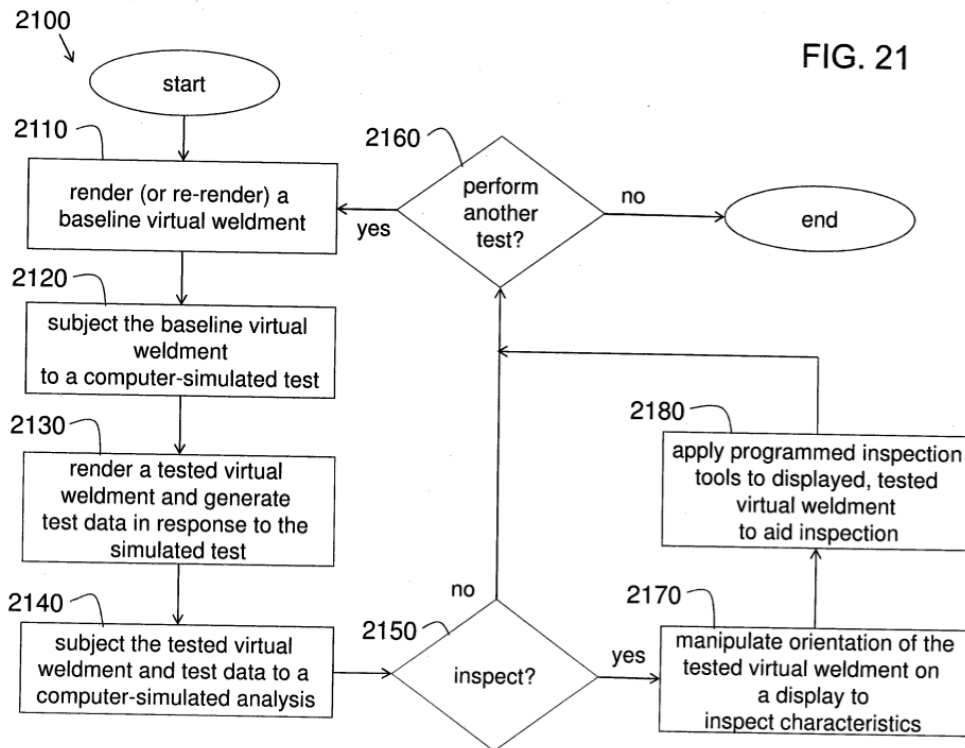 2100
FIG. 21
start
2110
render (or re-render) a
baseline virtual weldment
2120
subject the baseline virtual
weldment
to a computer-simulated test
2130
render a tested virtual
weldment and generate
test data in response to the
simulated test
2140
subject the tested virtual
weldment and test data to a
computer-simulated analysis
2150
inspect?
no
yes
2170
manipulate orientation of the
tested virtual weldment on
a display to
inspect characteristics
2180
apply programmed inspection
tools to displayed, tested
virtual weldment
to aid inspection
2160
perform
another
test?
yes
no
end